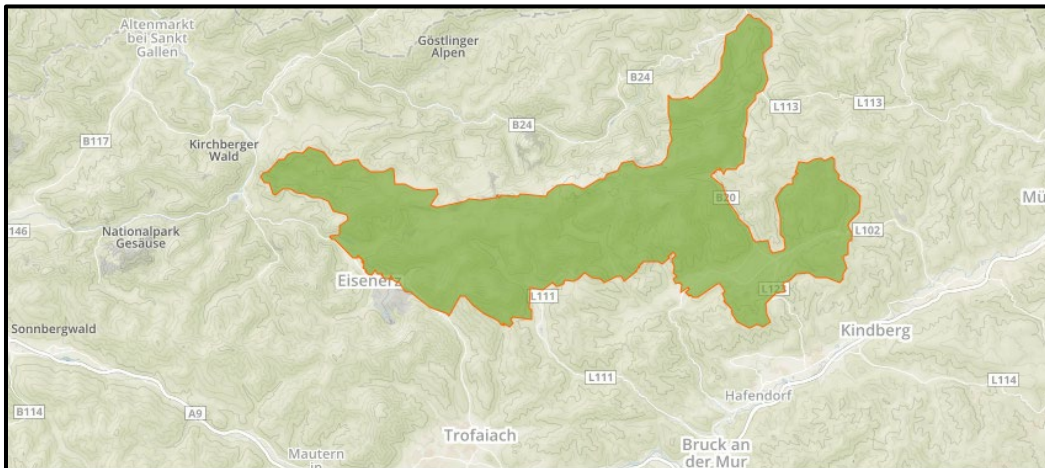 Altenmarkt
bei Sankt
Gallen
Göstlinger
Alpen
B24
L113
L113
B24
B117
Kirchberger
Wald
B20
146
Nationalpark
Gesäuse
L102
Mü
Eisenerz
L111
L123
Sonnbergwald
Kindberg
L111
L114
Hafendorf
B114
A9
Trofaiach
Bruck an
der Mur
Mautern
in